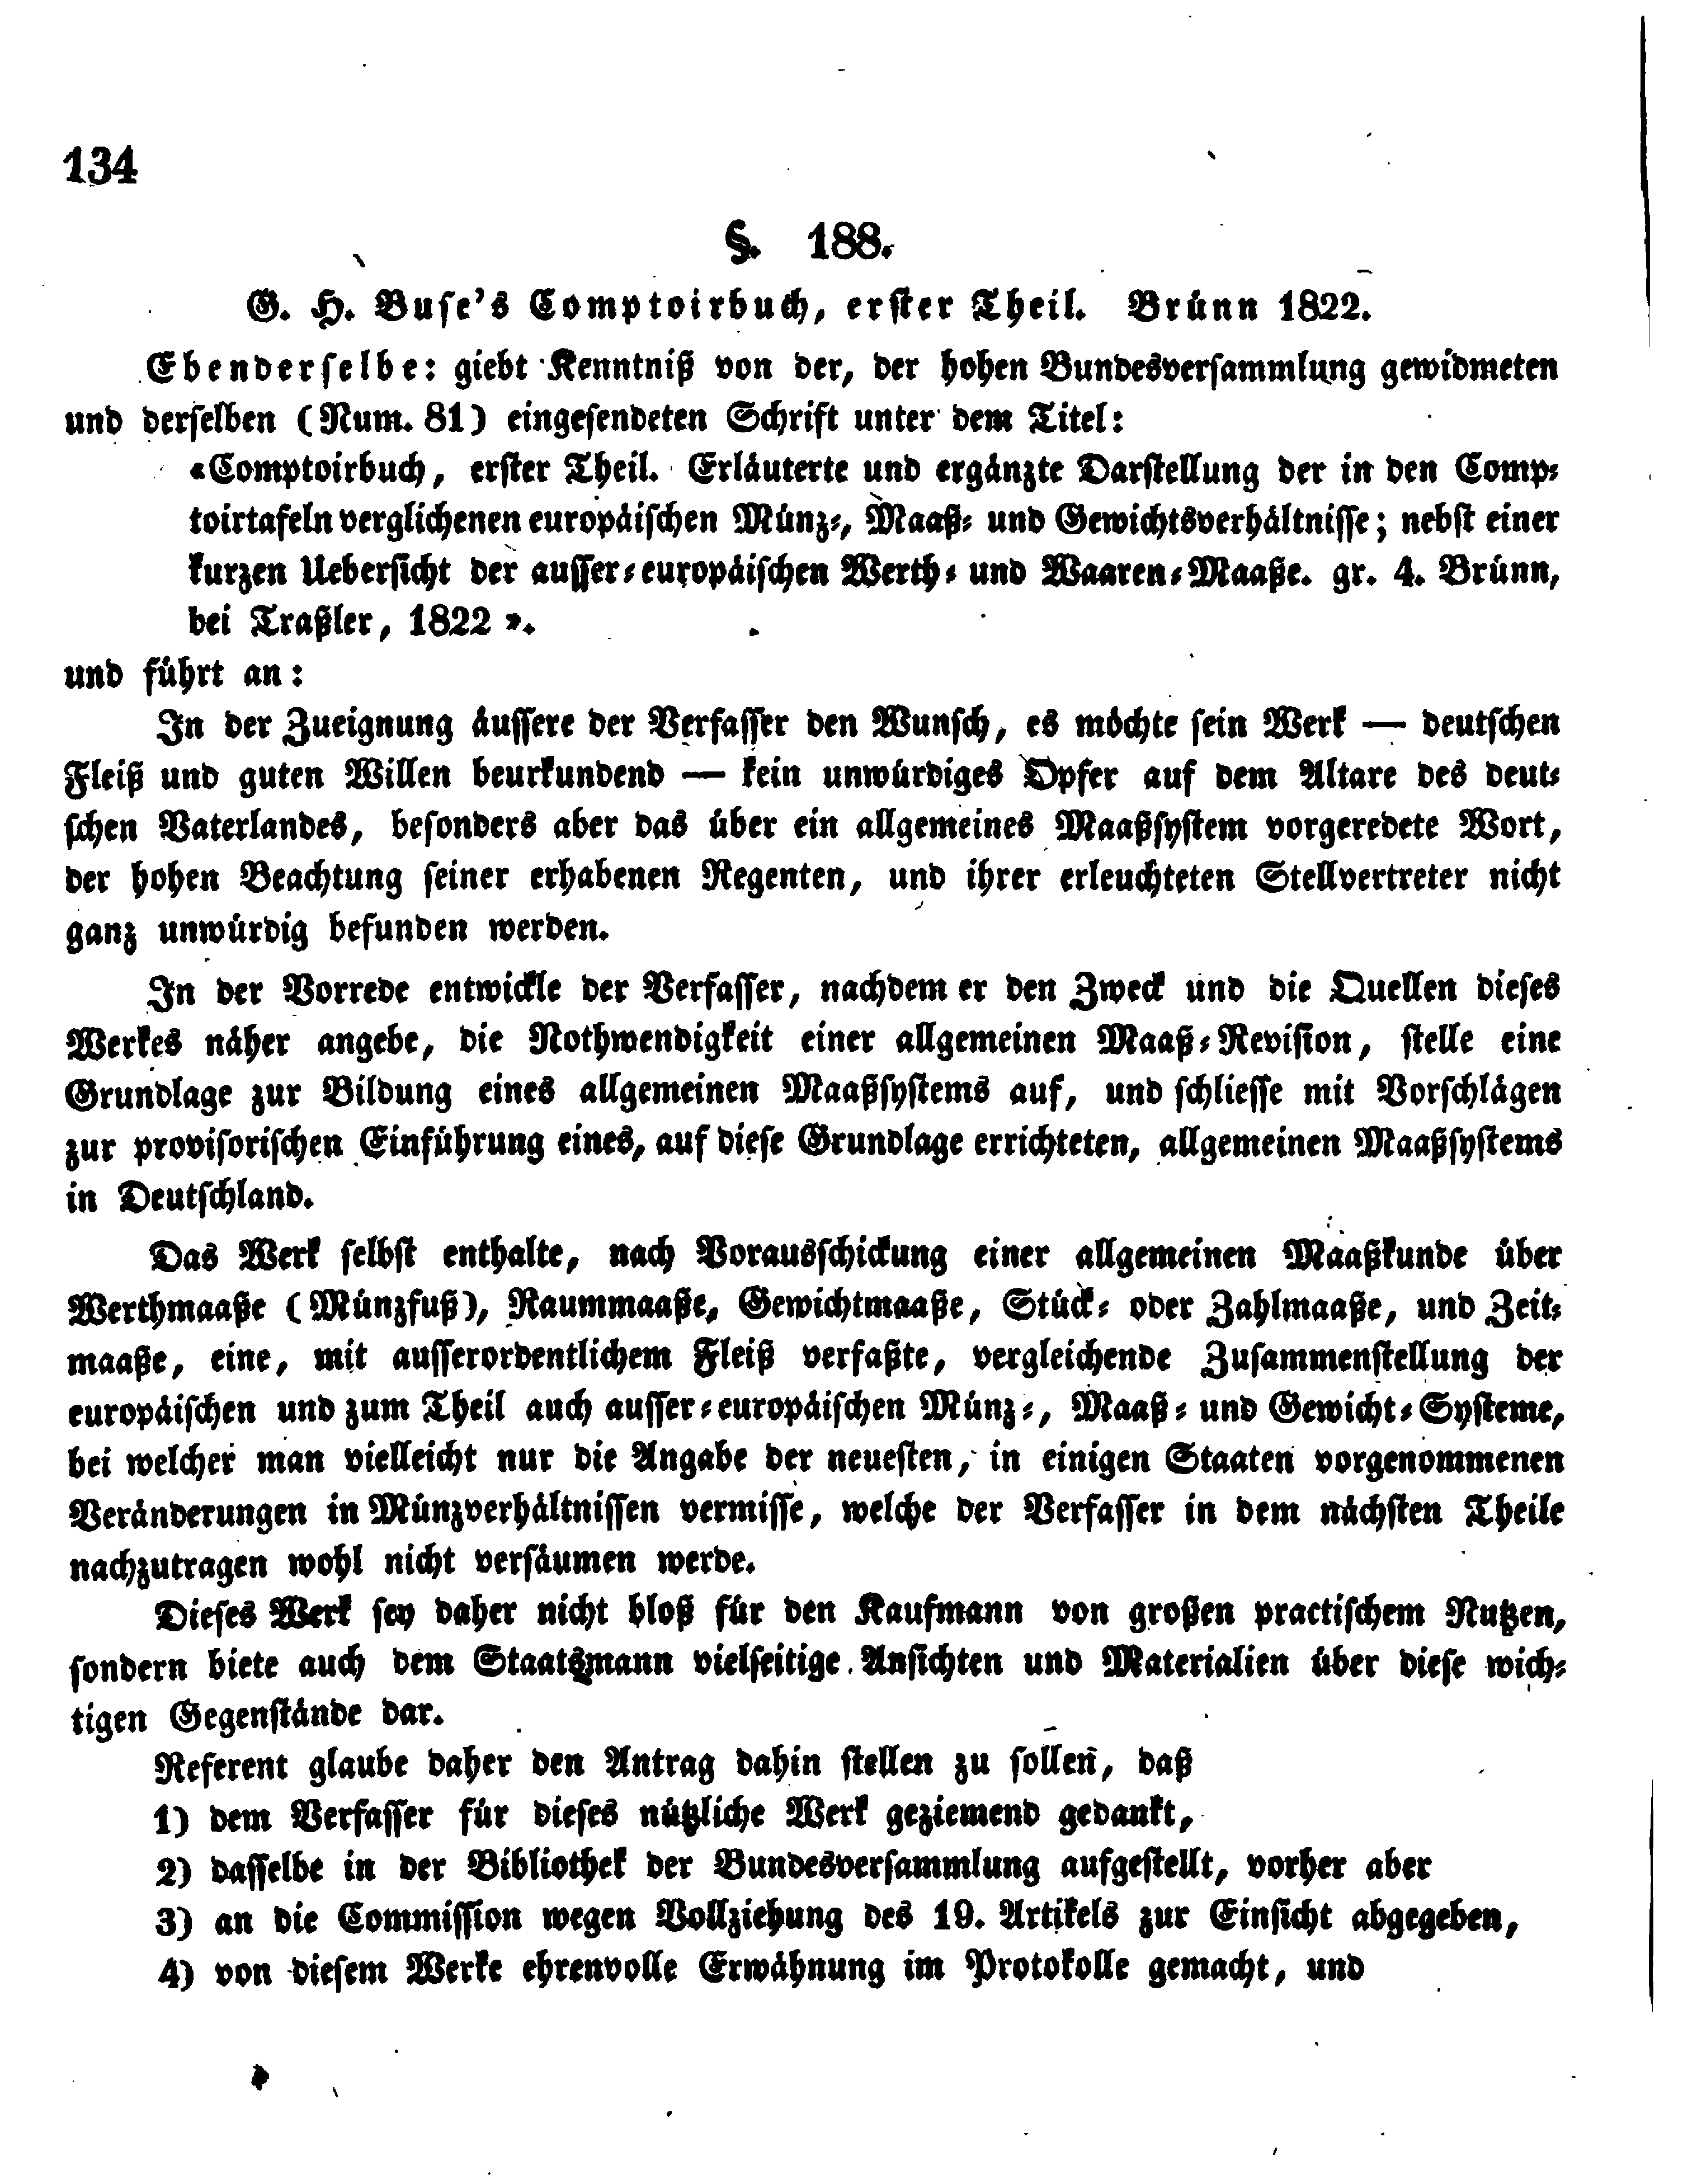 134
§. 188.
G. H. Buse's Comptoirbuch, erster Theil. Brünn 1822.
Ebenderselbe: giebt Kenntniß von der, der hohen Bundesversammlung gewidmeten
und derselben (Num. 81) eingesendeten Schrift unter dem Titel:
«Comptoirbuch, erster Theil. Erläuterte und ergänzte Darstellung der in den Comp-
toirtafeln verglichenen europäischen Münz-, Maaß- und Gewichtsverhältnisse; nebst einer
kurzen Uebersicht der ausser-europäischen Werth- und Waaren-Maaße. gr. 4. Brünn,
bei Traßler, 1822 ».
und führt an:
In der Zueignung äussere der Verfasser den Wunsch, es möchte sein Werk — deutschen
Fleiß und guten Willen beurkundend — kein unwürdiges Opfer auf dem Altare des deut-
schen Vaterlandes, besonders aber das über ein allgemeines Maaßsystem vorgeredete Wort,
der hohen Beachtung seiner erhabenen Regenten, und ihrer erleuchteten Stellvertreter nicht
ganz unwürdig befunden werden.
In der Vorrede entwickle der Verfasser, nachdem er den Zweck und die Quellen dieses
Werkes näher angebe, die Nothwendigkeit einer allgemeinen Maaß-Revision, stelle eine
Grundlage zur Bildung eines allgemeinen Maaßsystems auf, und schliesse mit Vorschlägen
zur provisorischen Einführung eines, auf diese Grundlage errichteten, allgemeinen Maaßsystems
in Deutschland.
Das Werk selbst enthalte, nach Vorausschickung einer allgemeinen Maaßkunde über
Werthmaaße (Münzfuß), Raummaaße, Gewichtmaaße, Stück- oder Zahlmaaße, und Zeit-
maaße, eine, mit ausserordentlichem Fleiß verfaßte, vergleichende Zusammenstellung der
europäischen und zum Theil auch ausser-europäischen Münz-, Maaß- und Gewicht-Systeme,
bei welcher man vielleicht nur die Angabe der neuesten, in einigen Staaten vorgenommenen
Veränderungen in Münzverhältnissen vermisse, welche der Verfasser in dem nächsten Theile
nachzutragen wohl nicht versäumen werde.
Dieses Werk sey daher nicht bloß für den Kaufmann von großen practischem Nutzen,
sondern biete auch dem Staatsmann vielseitige Ansichten und Materialien über diese wich-
tigen Gegenstände dar.
Referent glaube daher den Antrag dahin stellen zu sollen, daß
1) dem Verfasser für dieses nützliche Werk geziemend gedankt,
2) dasselbe in der Bibliothek der Bundesversammlung aufgestellt, vorher aber
3) an die Commission wegen Vollziehung des 19. Artikels zur Einsicht abgegeben,
4) von diesem Werke ehrenvolle Erwähnung im Protokolle gemacht, und